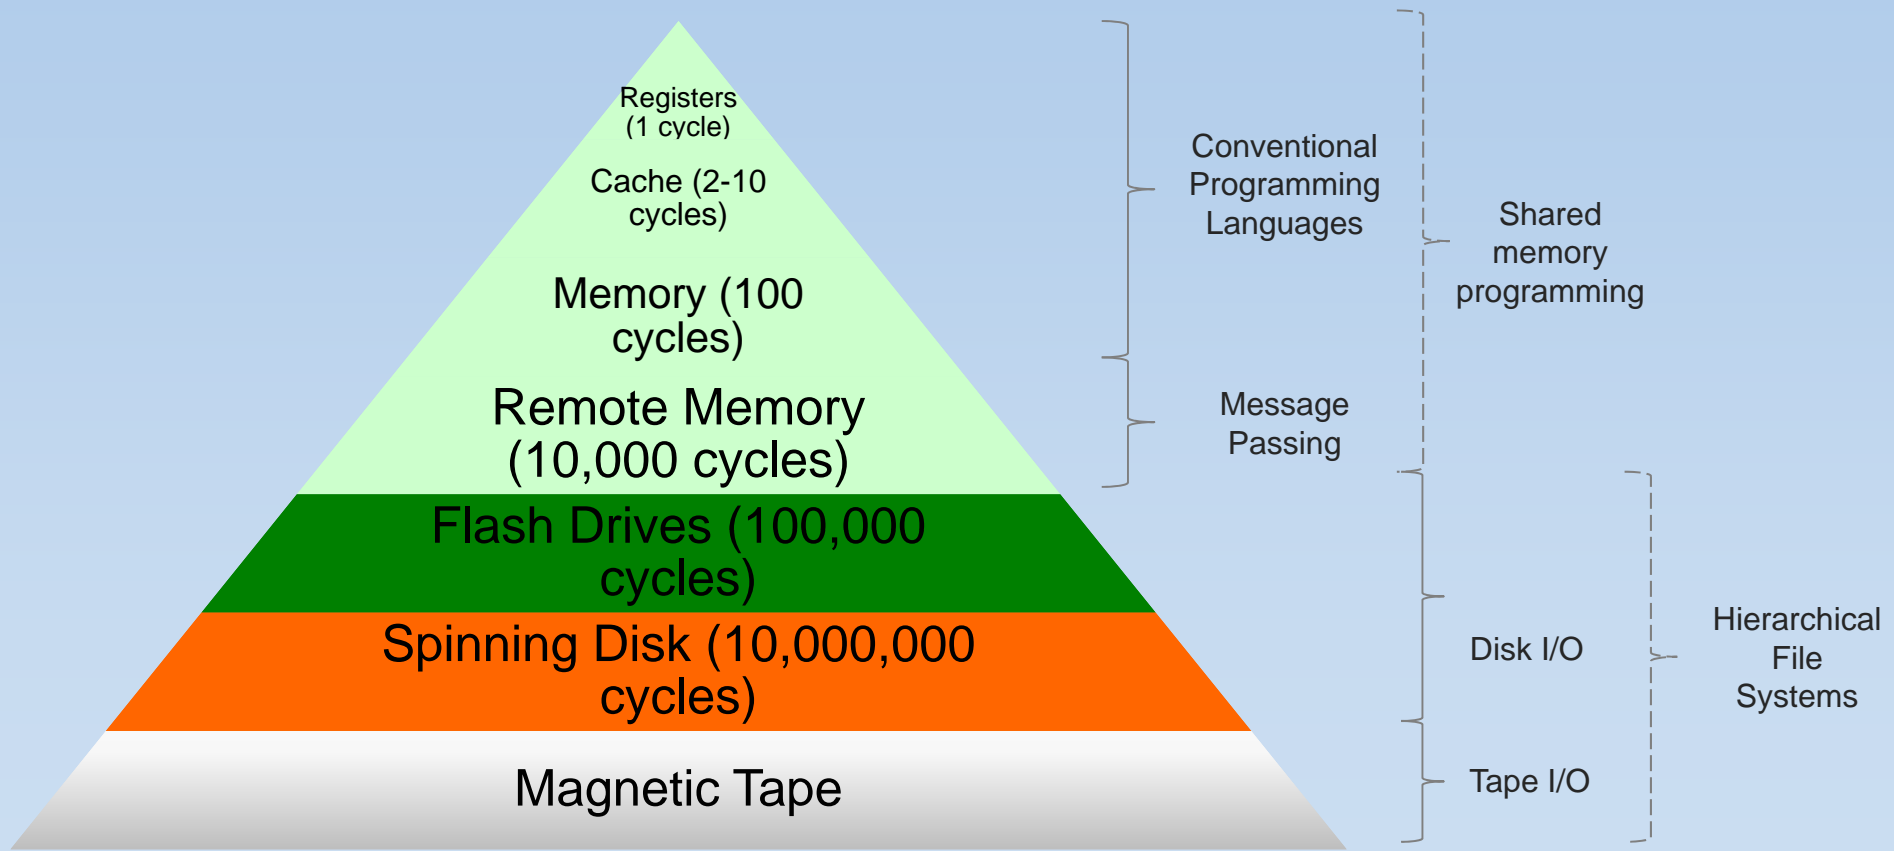 Registers
(1 cycle)
Cache (2-10
cycles)
Memory (100
cycles)
Remote Memory
(10,000 cycles)
Flash Drives (100,000
cycles)
Spinning Disk (10,000,000
cycles)
Magnetic Tape
Conventional
Programming
Languages
Message
Passing
Shared
memory
programming
Disk I/O
Tape I/O
Hierarchical
File
Systems